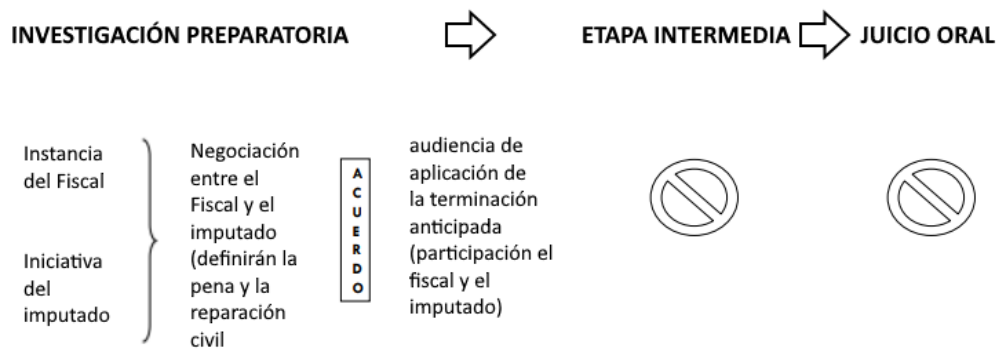 INVESTIGACIÓN PREPARATORIA
ETAPA INTERMEDIA
JUICIO ORAL
Instancia
del Fiscal
Iniciativa
del
imputado
Negociación
entre el
Fiscal y el
imputado
(definirán la
pena y la
reparación
civil
ACUERDO
audiencia de
aplicación de
la terminación
anticipada
(participación el
fiscal y el
imputado)